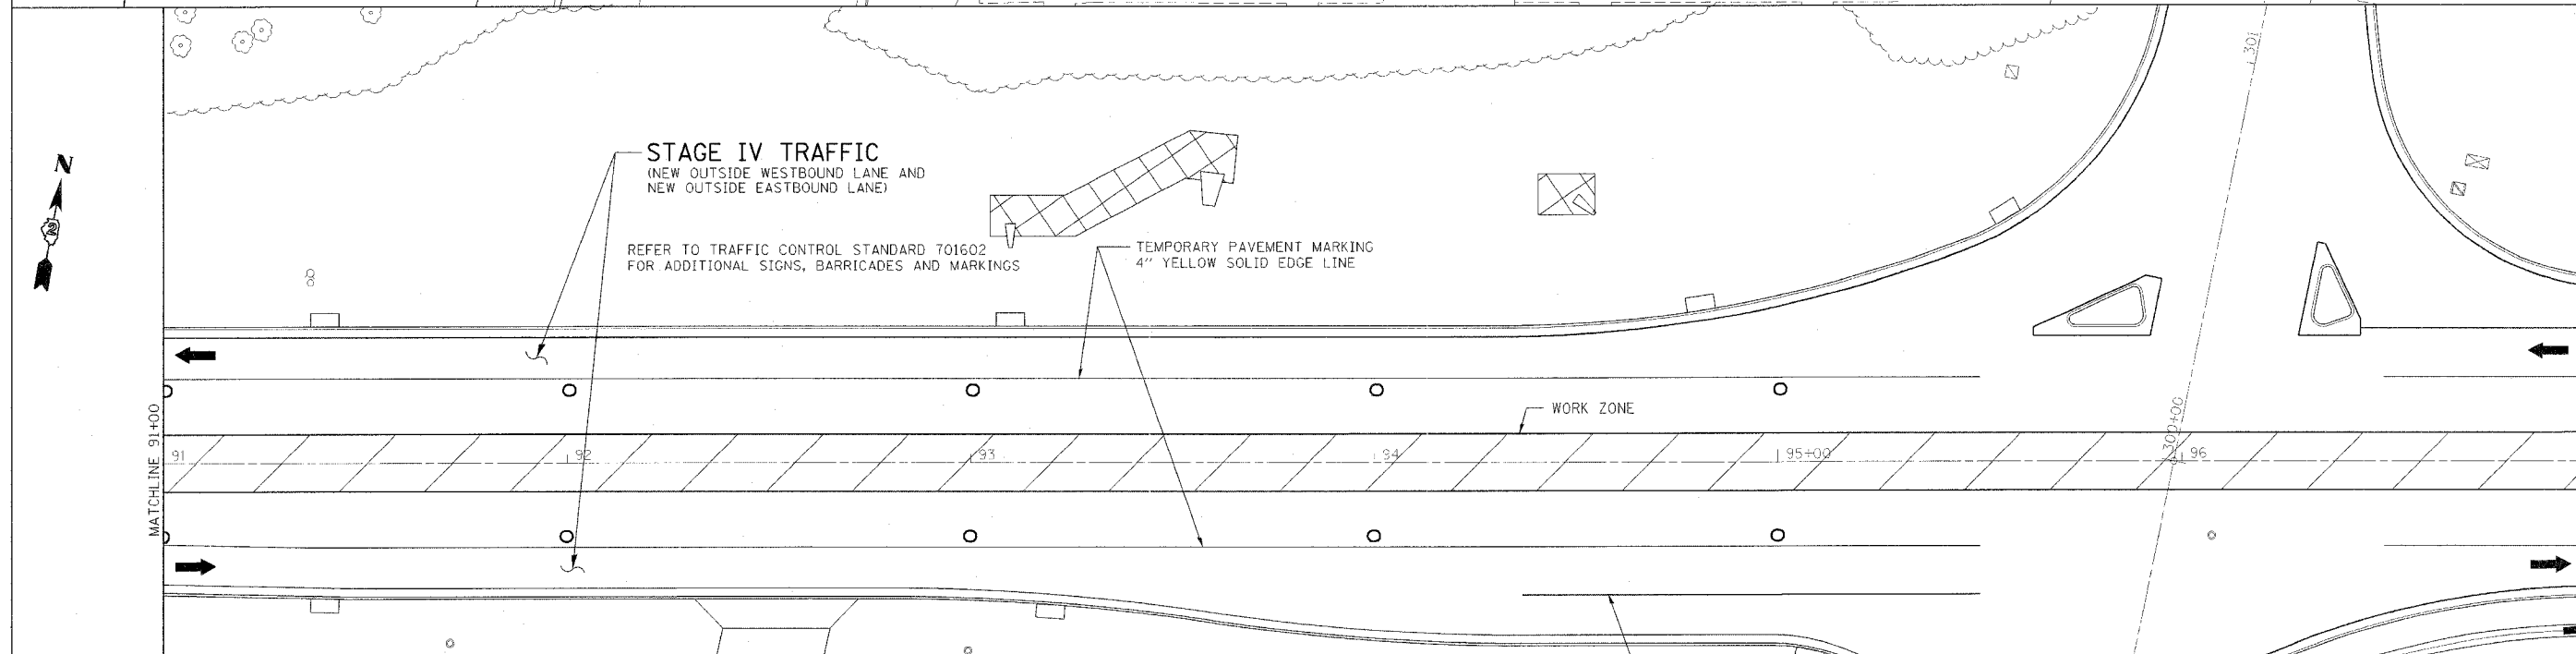 301
N
STAGE IV TRAFFIC
(NEW OUTSIDE WESTBOUND LANE AND
NEW OUTSIDE EASTBOUND LANE)
REFER TO TRAFFIC CONTROL STANDARD 701602
FOR ADDITIONAL SIGNS, BARRICADES AND MARKINGS
TEMPORARY PAVEMENT MARKING
4" YELLOW SOLID EDGE LINE
WORK ZONE
MATCHLINE 91+00
91
92
93
94
95+00
300+00
96